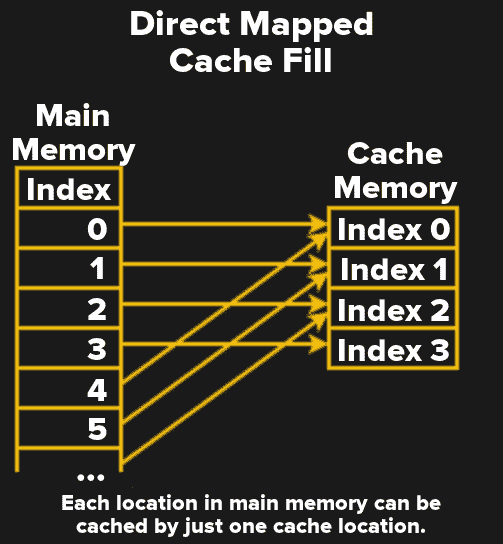 Direct Mapped
Cache Fill
Main
Memory
Index
0
1
2
3
4
5
...
Cache
Memory
Index 0
Index 1
Index 2
Index 3
Each location in main memory can be
cached by just one cache location.